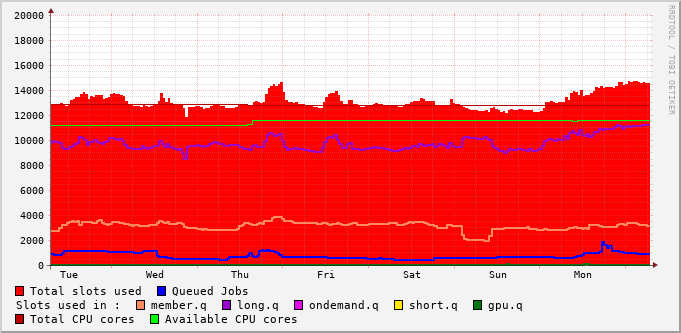 20000
18000
16000
14000
12000
10000
8000
6000
4000
2000
0
Tue Wed Thu Fri Sat Sun Mon
RRDTOOL / TOBI OETIKER
Total slots used Queued Jobs
Slots used in : member.q long.q ondemand.q short.q gpu.q
Total CPU cores Available CPU cores